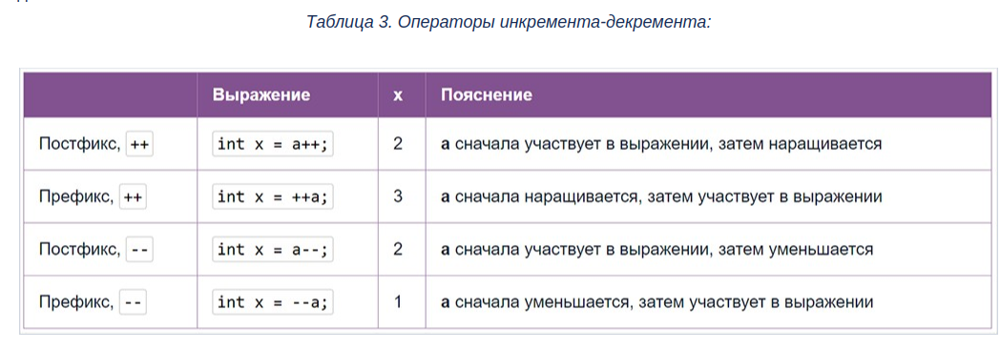 Таблица 3. Операторы инкремента-декремента:
Выражение x Пояснение
Постфикс, ++ int x = a++; 2 a сначала участвует в выражении, затем наращивается
Префикс, ++ int x = ++a; 3 a сначала наращивается, затем участвует в выражении
Постфикс, -- int x = a--; 2 a сначала участвует в выражении, затем уменьшается
Префикс, -- int x = --a; 1 a сначала уменьшается, затем участвует в выражении